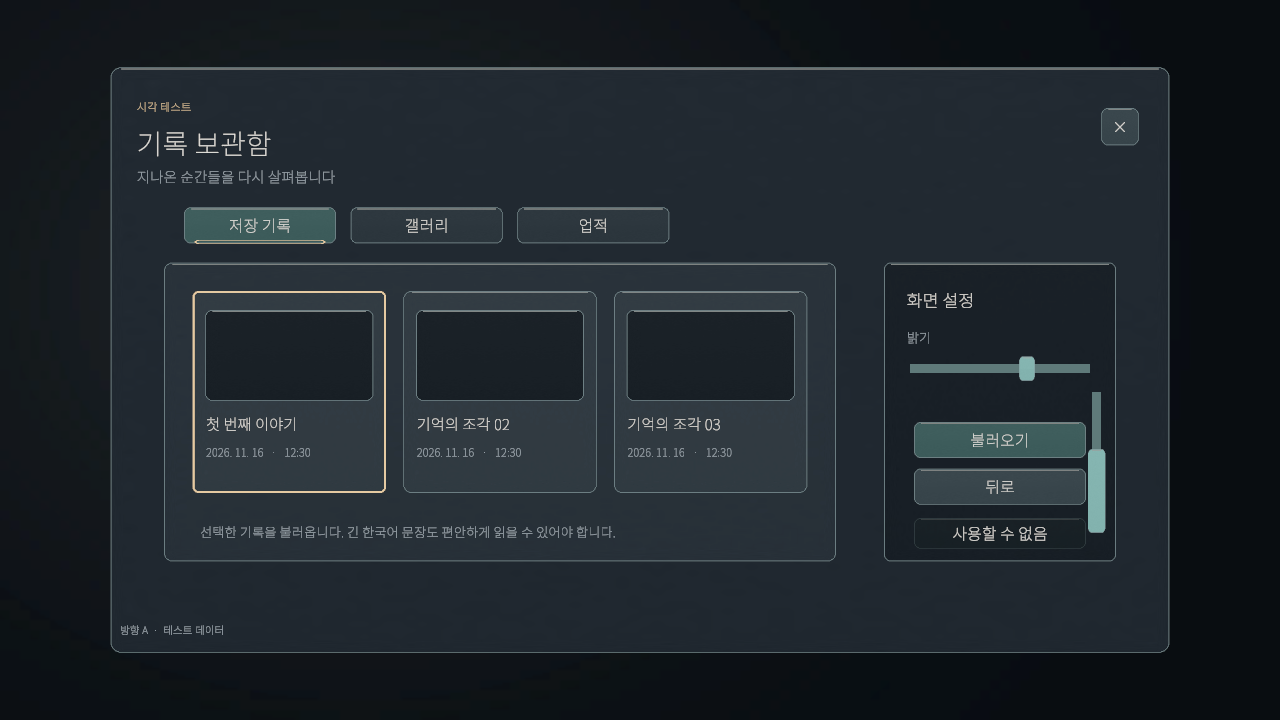 시각 테스트
기록 보관함
지나온 순간들을 다시 살펴봅니다
저장 기록
갤러리
업적
첫 번째 이야기
2026. 11. 16 · 12:30
기억의 조각 02
2026. 11. 16 · 12:30
기억의 조각 03
2026. 11. 16 · 12:30
선택한 기록을 불러옵니다. 긴 한국어 문장도 편안하게 읽을 수 있어야 합니다.
화면 설정
밝기
불러오기
뒤로
사용할 수 없음
방향 A · 테스트 데이터